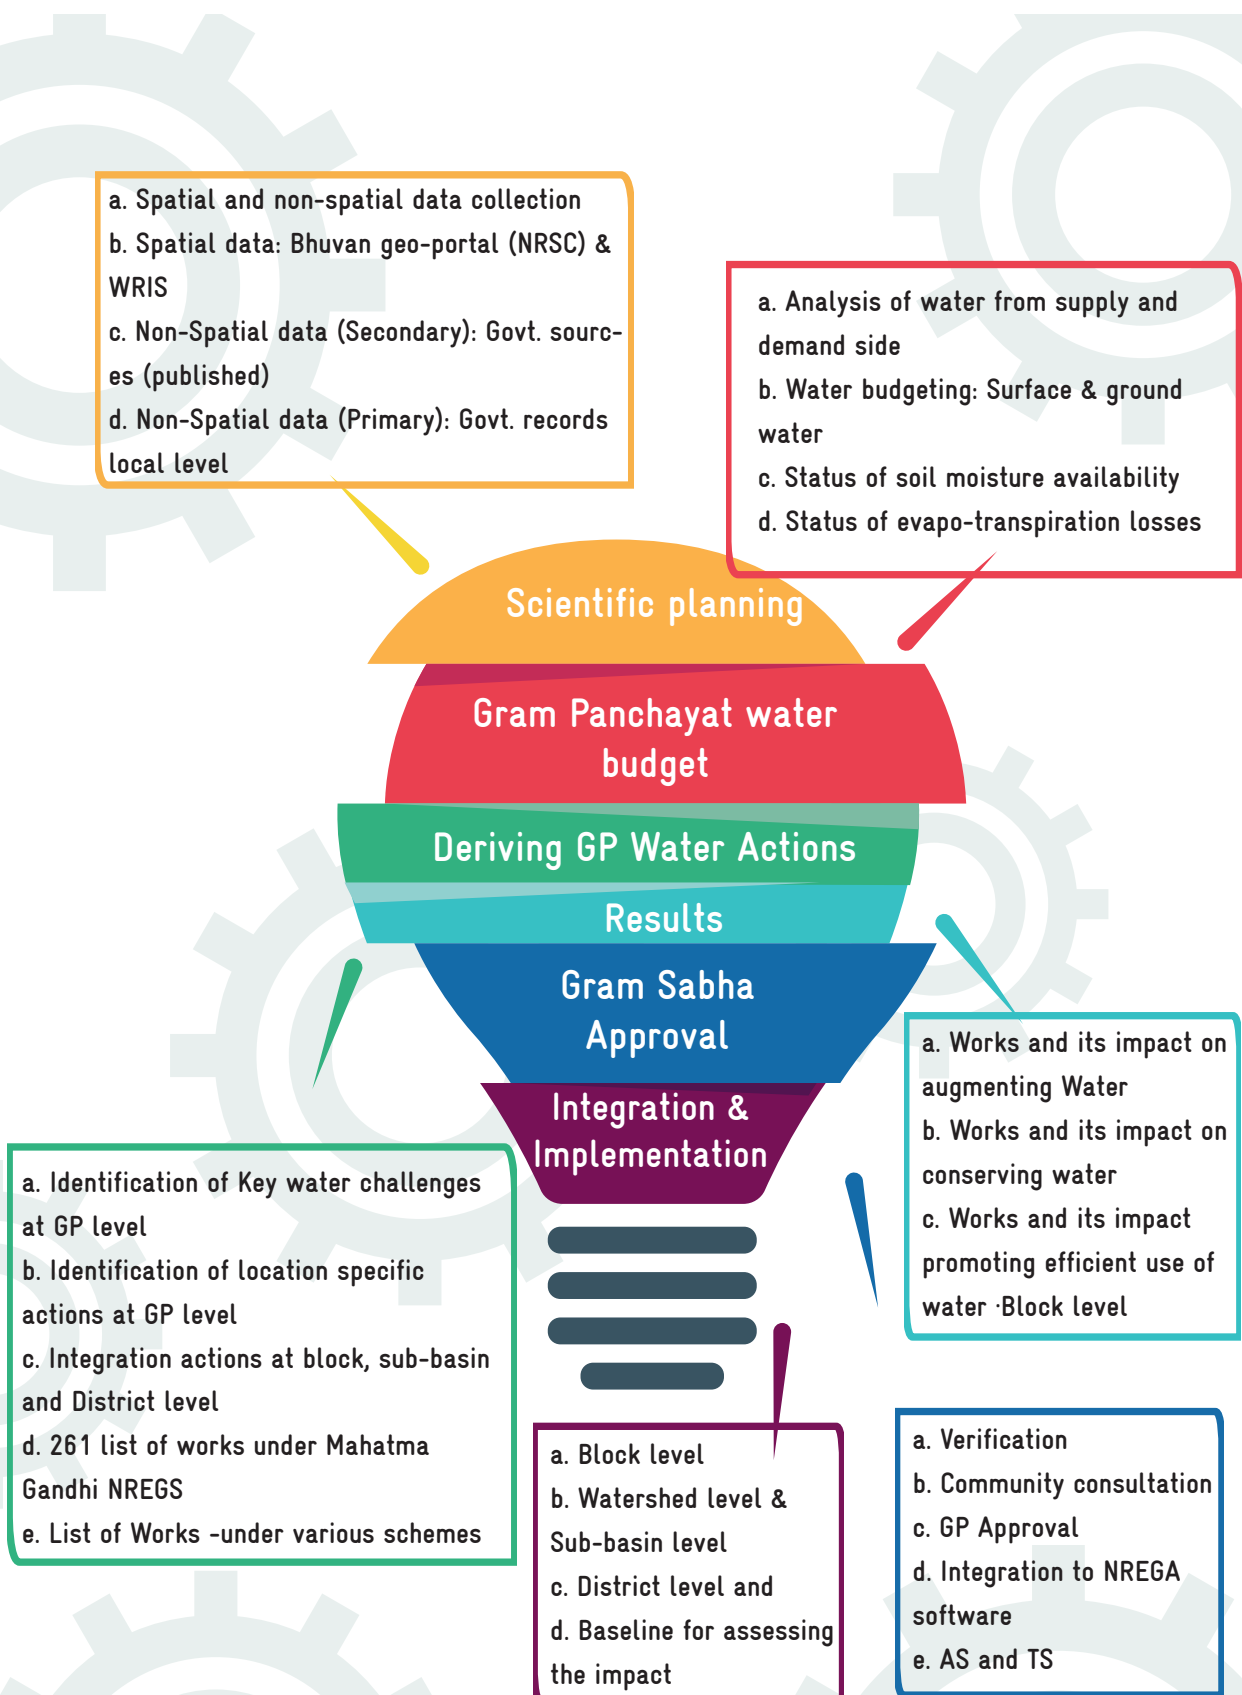 a. Spatial and non-spatial data collection
b. Spatial data: Bhuvan geo-portal (NRSC) &
WRIS
c. Non-Spatial data (Secondary): Govt. sourc-
es (published)
d. Non-Spatial data (Primary): Govt. records
local level
a. Analysis of water from supply and
demand side
b. Water budgeting: Surface & ground
water
c. Status of soil moisture availability
d. Status of evapo-transpiration losses
Scientific planning
Gram Panchayat water
budget
Deriving GP Water Actions
Results
Gram Sabha
Approval
Integration &
Implementation
a. Works and its impact on
augmenting Water
b. Works and its impact on
conserving water
c. Works and its impact
promoting efficient use of
water ·Block level
a. Identification of Key water challenges
at GP level
b. Identification of location specific
actions at GP level
c. Integration actions at block, sub-basin
and District level
d. 261 list of works under Mahatma
Gandhi NREGS
e. List of Works -under various schemes
a. Block level
b. Watershed level &
Sub-basin level
c. District level and
d. Baseline for assessing
the impact
a. Verification
b. Community consultation
c. GP Approval
d. Integration to NREGA
software
e. AS and TS